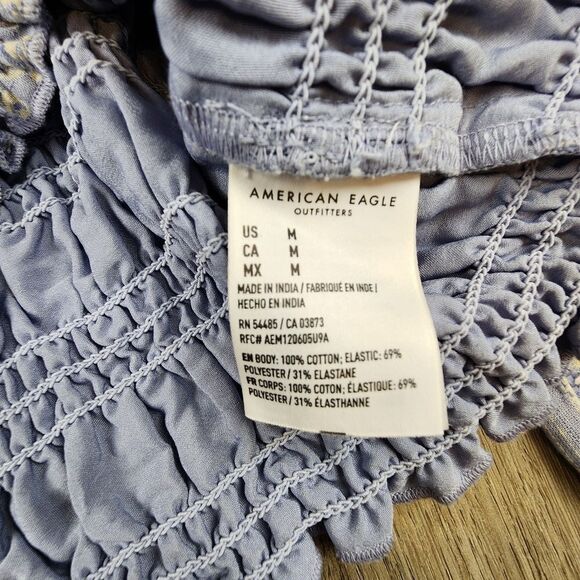 AMERICAN EAGLE
OUTFITTERS
US M
CA M
MX M
MADE IN INDIA / FABRIQUÉ EN INDE /
HECHO EN INDIA
RN 54485 / CA 03873
RFC# AEM120605U9A
EN BODY: 100% COTTON; ELASTIC: 69%
POLYESTER / 31% ELASTANE
FR CORPS: 100% COTON; ÉLASTIQUE: 69%
POLYESTER / 31% ÉLASTHANNE